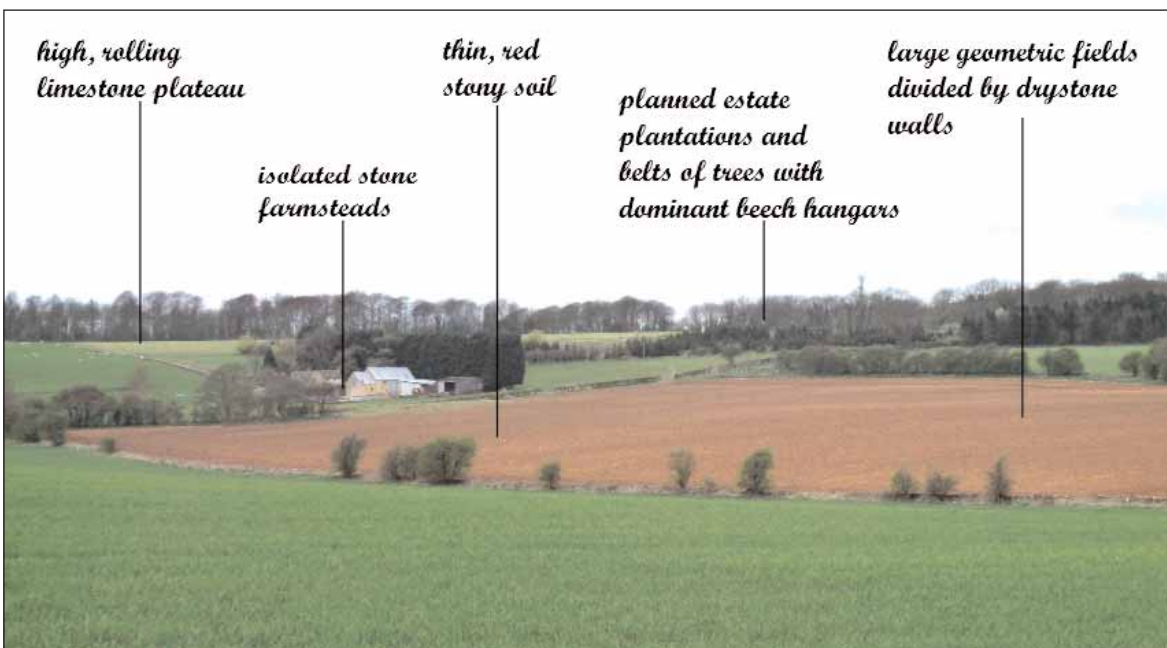 high, rolling
limestone plateau
isolated stone
farmsteads
thin, red
stony soil
planned estate
plantations and
belts of trees with
dominant beech hangars
large geometric fields
divided by drystone
walls